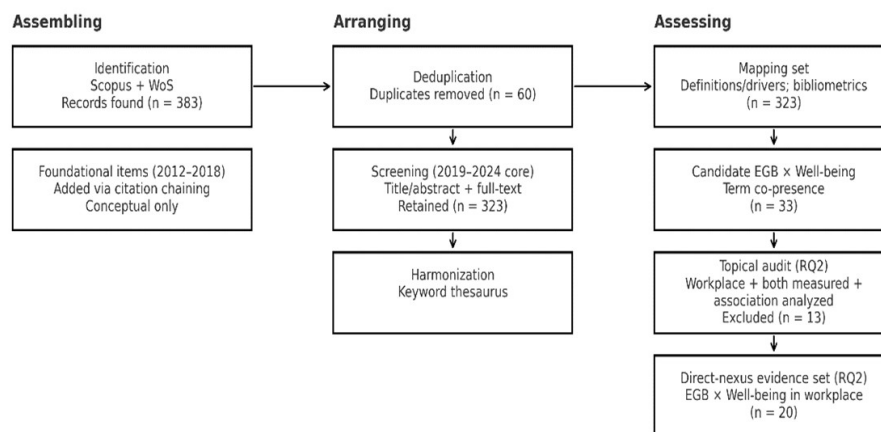 Assembling
Identification
Scopus + WoS
Records found (n = 383)
Foundational items (2012–2018)
Added via citation chaining
Conceptual only
Arranging
Deduplication
Duplicates removed (n = 60)
Screening (2019–2024 core)
Title/abstract + full-text
Retained (n = 323)
Harmonization
Keyword thesaurus
Assessing
Mapping set
Definitions/drivers; bibliometrics
(n = 323)
Candidate EGB × Well-being
Term co-presence
(n = 33)
Topical audit (RQ2)
Workplace + both measured +
association analyzed
Excluded (n = 13)
Direct-nexus evidence set (RQ2)
EGB × Well-being in workplace
(n = 20)